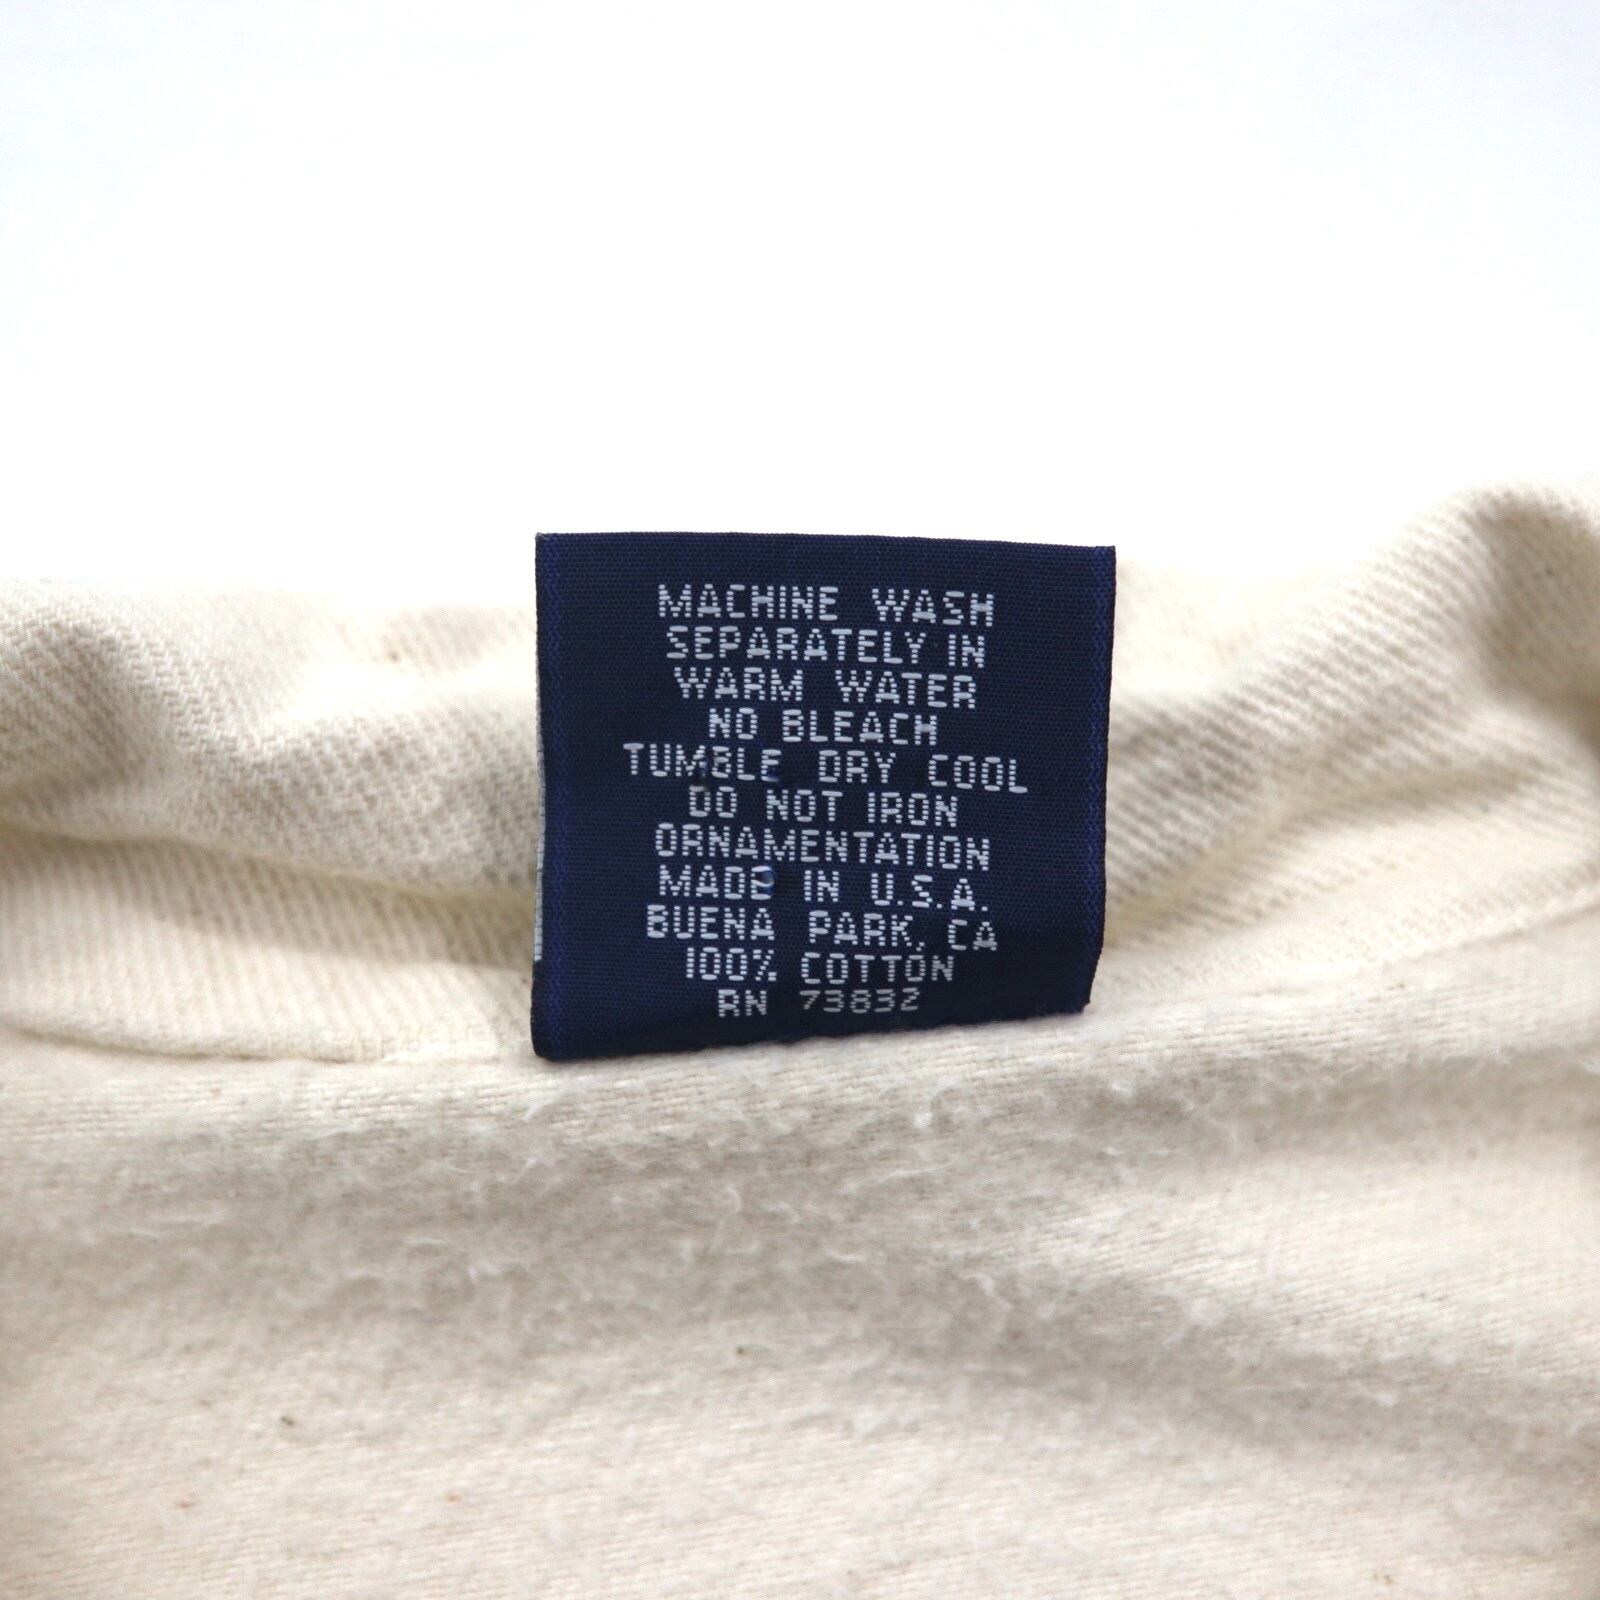 MACHINE WASH
SEPARATELY IN
WARM WATER
NO BLEACH
TUMBLE DRY COOL
DO NOT IRON
ORNAMENTATION
MADE IN U.S.A.
BUENA PARK, CA
100% COTTON
RN 73832